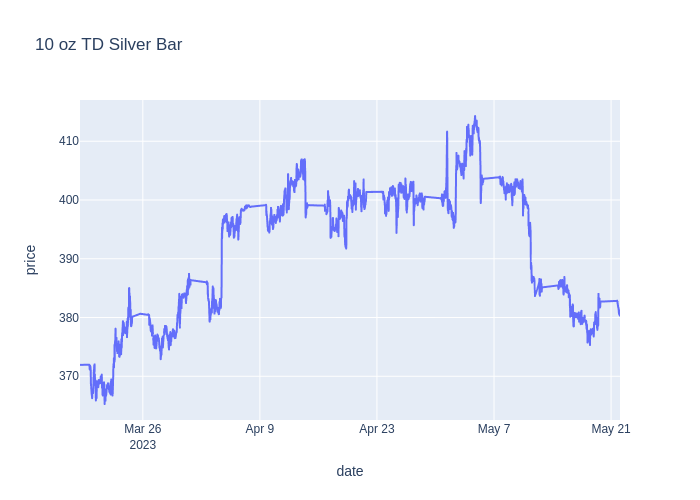 10 oz TD Silver Bar
410
400
390
380
370
price
Mar 26
2023
Apr 9
Apr 23
May 7
May 21
date